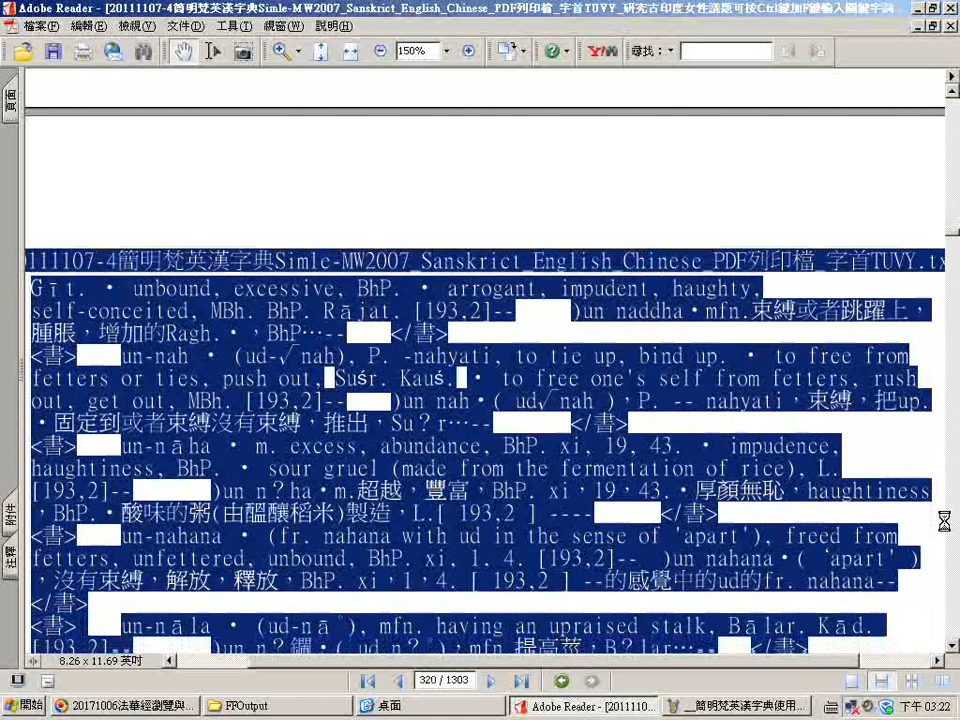 Adobe Reader - [20111107-4簡明梵英漢字典Simle-MW2007_Sanskrict_English_Chinese_PDF列印檔_字首TUVY_研究古印度女性議題可按Ctrl鍵加F鍵輸入關鍵字詞...
檔案(F) 編輯(E) 檢視(V) 文件(D) 工具(T) 視窗(W) 說明(H)
150% Y! 尋找：
頁面
111107-4簡明梵英漢字典Simle-MW2007_Sanskrict_English_Chinese_PDF列印檔_字首TUVY.tx
Gīt. • unbound, excessive, BhP. • arrogant, impudent, haughty,
self-conceited, MBh. BhP. Rājat. [193,2]-- )un naddha•mfn.束縛或者跳躍上，
腫脹，增加的Ragh.•，BhP…-- </書>
<書> un-nah • (ud-√nah), P. -nahyati, to tie up, bind up. • to free from
fetters or ties, push out, Suśr. Kauś. • to free one's self from fetters, rush
out, get out, MBh. [193,2]-- )un nah•( ud√nah )，P. -- nahyati，束縛，把up.
•固定到或者束縛沒有束縛，推出，Su？r…-- </書>
<書> un-nāha • m. excess, abundance, BhP. xi, 19, 43. • impudence,
haughtiness, BhP. • sour gruel (made from the fermentation of rice), L.
[193,2]-- )un n？ha•m.超越，豐富，BhP. xi，19，43.•厚顏無恥，haughtiness
，BhP.•酸味的粥(由醞釀稻米)製造，L.[ 193,2 ] ---- </書>
附件
<書> un-nahana • (fr. nahana with ud in the sense of 'apart'), freed from
注釋
fetters, unfettered, unbound, BhP. xi, 1, 4. [193,2]-- )un nahana•( ‵apart' )
，沒有束縛，解放，釋放，BhP. xi，1，4. [ 193,2 ] --的感覺中的ud的fr. nahana--
</書>
<書> un-nāla • (ud-nā°), mfn. having an upraised stalk, Bālar. Kād.
[193,2]-- )un n？鑭•( ud n？°)，mfn 提高莖，B？lar…-- </書>
8.26 x 11.69 英吋
320 / 1303
開始 20171006法華經瀏覽與... FFOutput 桌面 Adobe Reader - [2011110... __簡明梵英漢字典使用... 下午 03:22